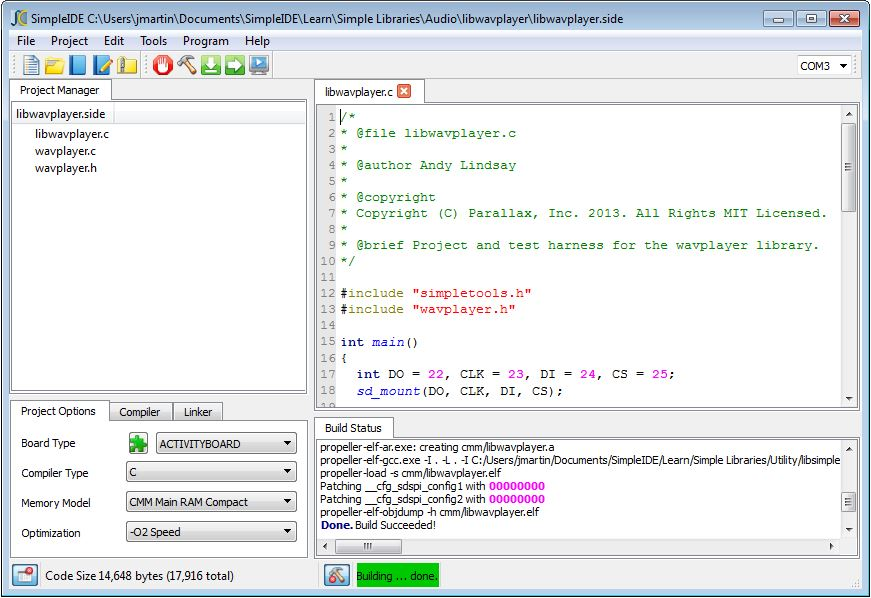 SimpleIDE C:\Users\jmartin\Documents\SimpleIDE\Learn\Simple Libraries\Audio\libwavplayer\libwavplayer.side
File Project Edit Tools Program Help
COM3
Project Manager
libwavplayer.side
libwavplayer.c
wavplayer.c
wavplayer.h
libwavplayer.c
1 /*
2 * @file libwavplayer.c
3 *
4 * @author Andy Lindsay
5 *
6 * @copyright
7 * Copyright (C) Parallax, Inc. 2013. All Rights MIT Licensed.
8 *
9 * @brief Project and test harness for the wavplayer library.
10 */
11
12 #include "simpletools.h"
13 #include "wavplayer.h"
14
15 int main()
16 {
17 int DO = 22, CLK = 23, DI = 24, CS = 25;
18 sd_mount(DO, CLK, DI, CS);
19
Project Options Compiler Linker
Board Type ACTIVITYBOARD
Compiler Type C
Memory Model CMM Main RAM Compact
Optimization -O2 Speed
Build Status
propeller-elf-ar.exe: creating cmm/libwavplayer.a
propeller-elf-gcc.exe -I . -L . -I C:/Users/jmartin/Documents/SimpleIDE/Learn/Simple Libraries/Utility/libsimple
propeller-load -s cmm/libwavplayer.elf
Patching __cfg_sdspi_config1 with 00000000
Patching __cfg_sdspi_config2 with 00000000
propeller-elf-objdump -h cmm/libwavplayer.elf
Done. Build Succeeded!
Code Size 14,648 bytes (17,916 total)
Building ... done.